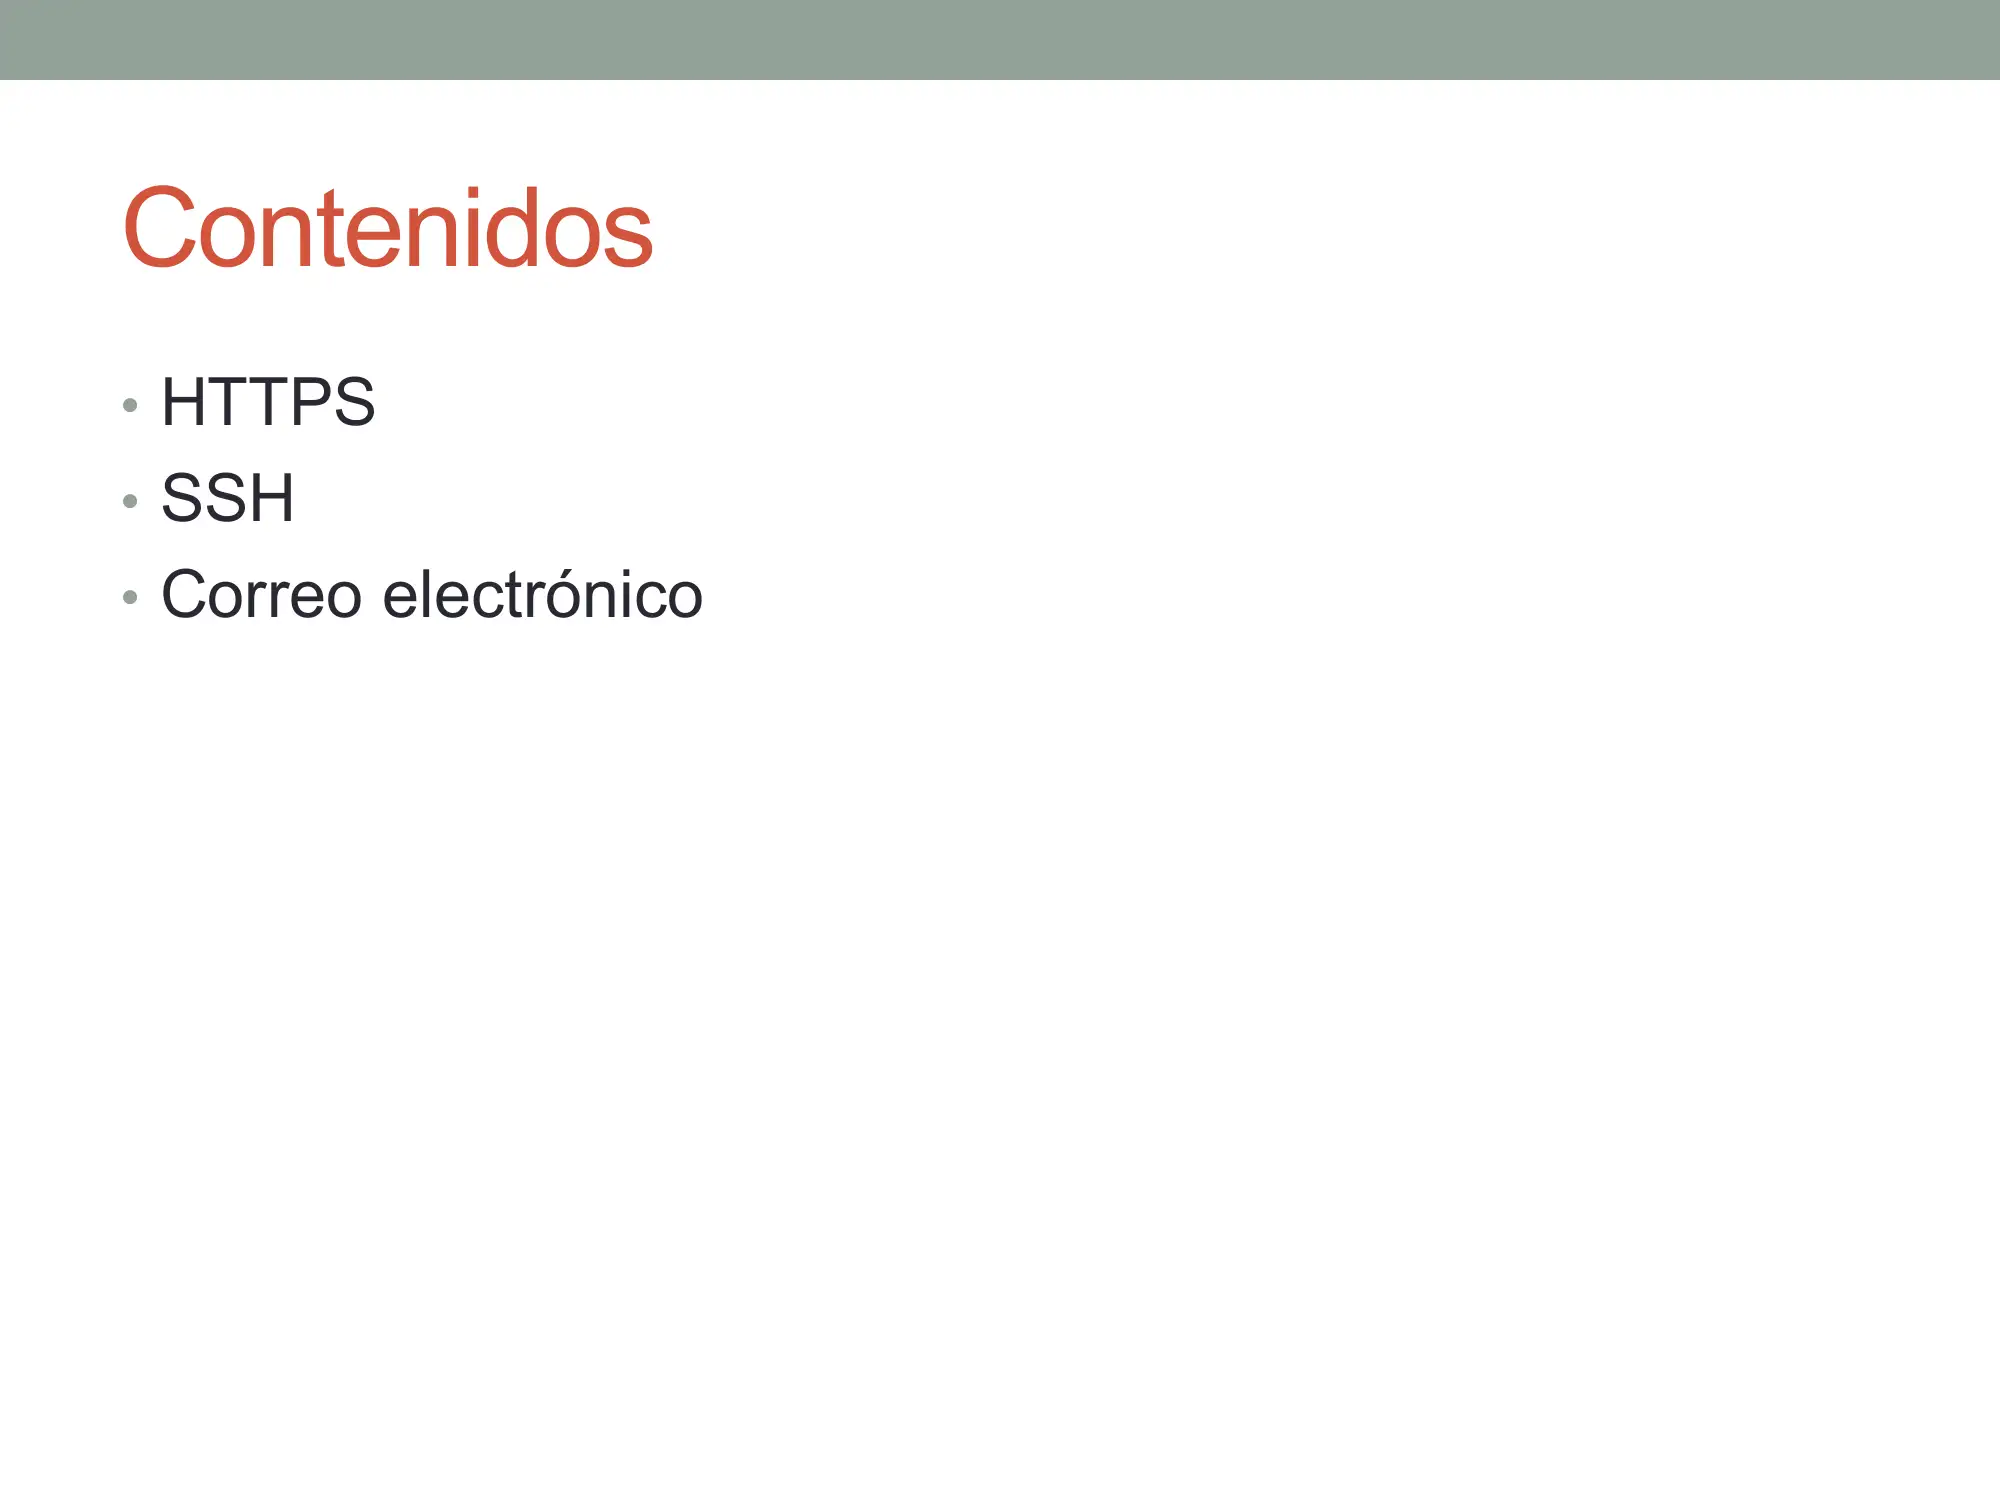 Contenidos
• HTTPS
• SSH
• Correo electrónico